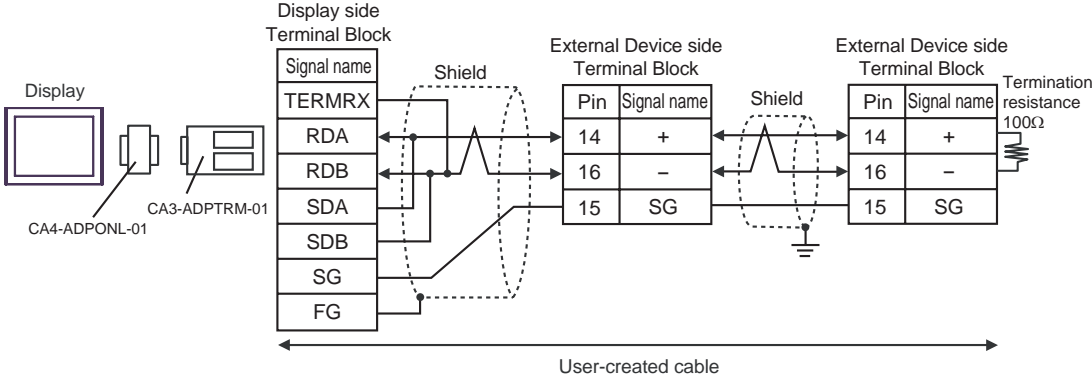 Display side
Terminal Block
Signal name
TERMRX
RDA
RDB
SDA
SDB
SG
FG
Display
CA4-ADPONL-01
CA3-ADPTRM-01
Shield
External Device side
Terminal Block
Pin Signal name
14 +
16 −
15 SG
Shield
External Device side
Terminal Block
Pin Signal name
14 +
16 −
15 SG
Termination
resistance
100Ω
User-created cable